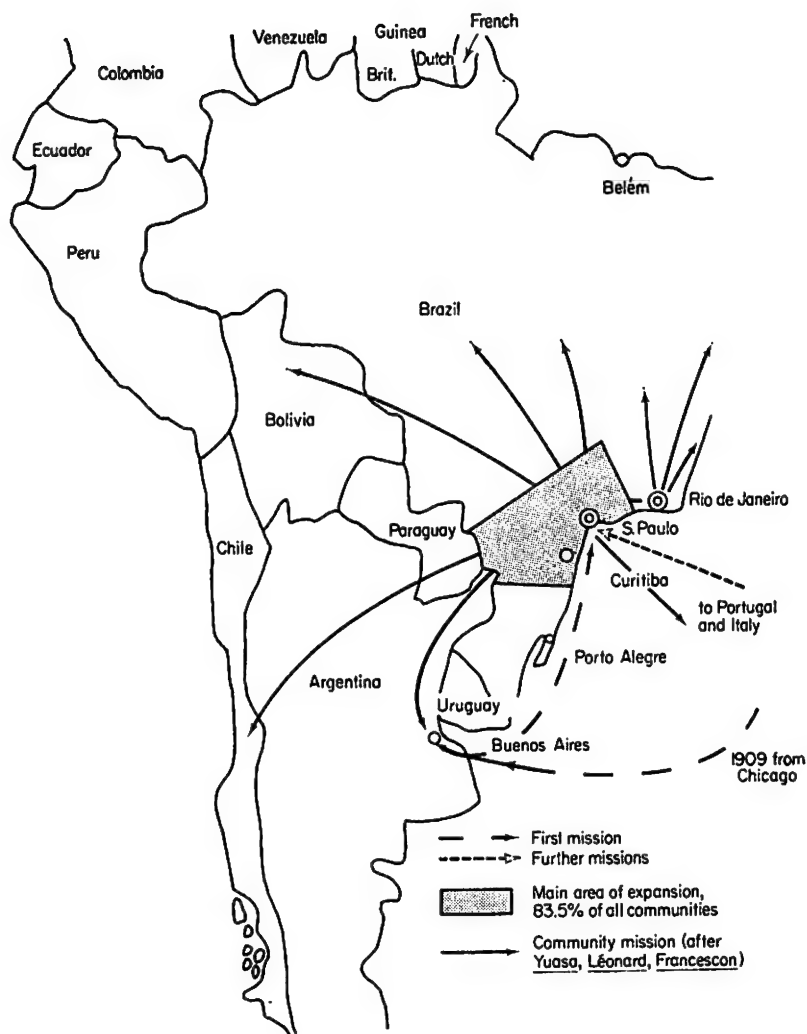 French
Venezuela
Guinea
Dutch
Brit.
Colombia
Ecuador
Belém
Peru
Brazil
Bolivia
Rio de Janeiro
S. Paulo
Paraguay
Chile
Curitiba
to Portugal
and Italy
Porto Alegre
Argentina
Uruguay
Buenos Aires
1909 from
Chicago
First mission
Further missions
Main area of expansion,
83.5% of all communities
Community mission (after
Yuasa, Léonard, Francescon)